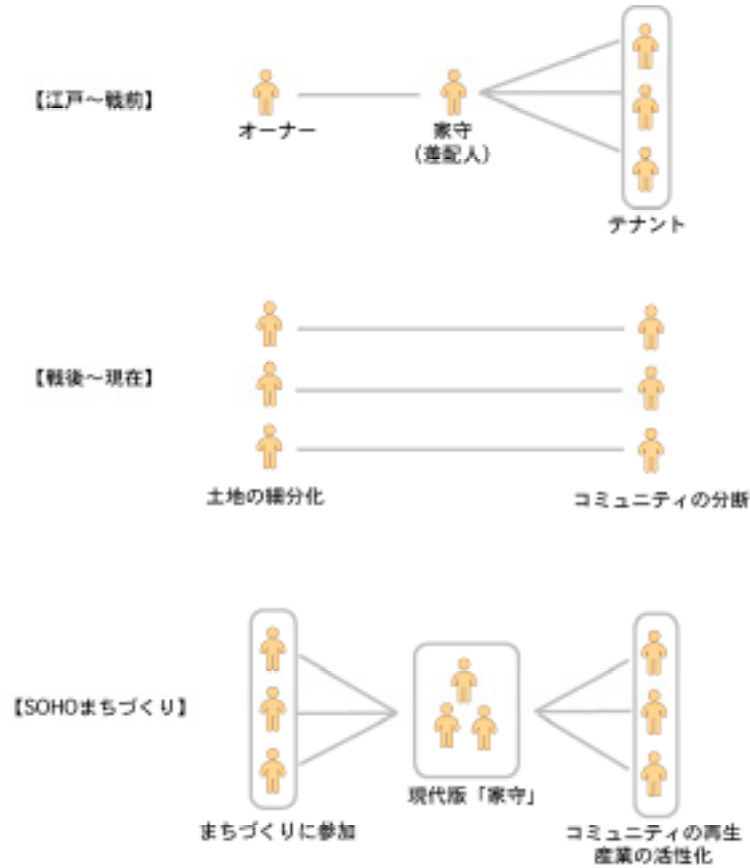 【江戸～戦前】
オーナー
家守
（差配人）
テナント
【戦後～現在】
土地の細分化
コミュニティの分断
【SOHOまちづくり】
まちづくりに参加
現代版「家守」
コミュニティの再生
産業の活性化